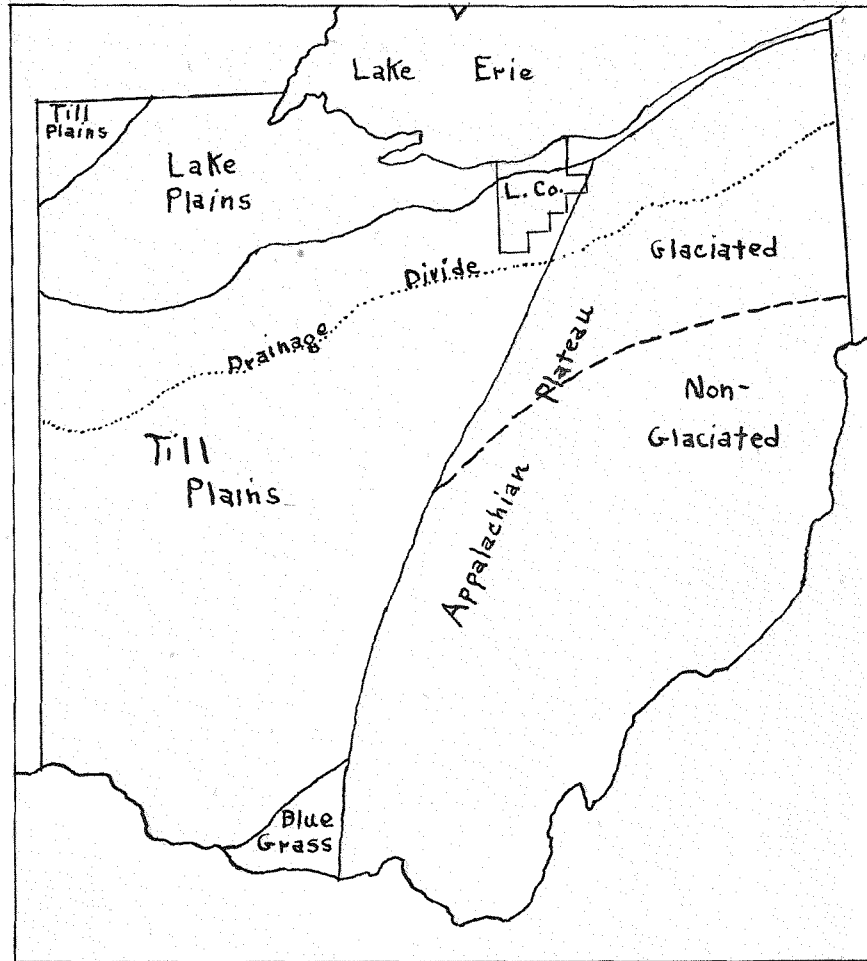 Lake Erie
Till
Plains
Lake
Plains
L. Co.
Glaciated
Drainage Divide
Plateau
Non-
Glaciated
Till
Plains
Appalachian
Blue
Grass